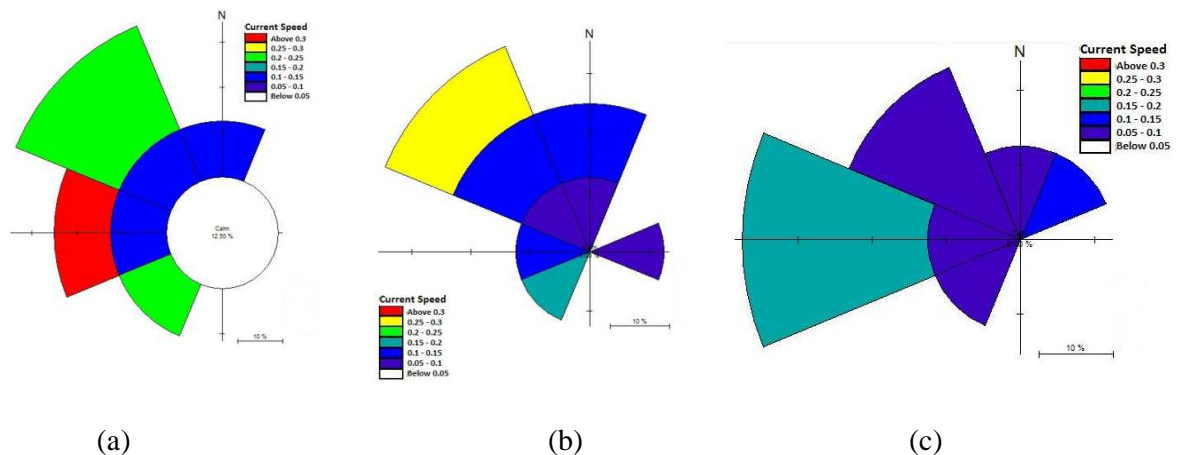 N
Current Speed
Above 0.3
0.25 - 0.3
0.2 - 0.25
0.15 - 0.2
0.1 - 0.15
0.05 - 0.1
Below 0.05
Calm
12.50 %
10 %
N
10 %
Current Speed
Above 0.3
0.25 - 0.3
0.2 - 0.25
0.15 - 0.2
0.1 - 0.15
0.05 - 0.1
Below 0.05
N
Current Speed
Above 0.3
0.25 - 0.3
0.2 - 0.25
0.15 - 0.2
0.1 - 0.15
0.05 - 0.1
Below 0.05
10 %
(a) (b) (c)